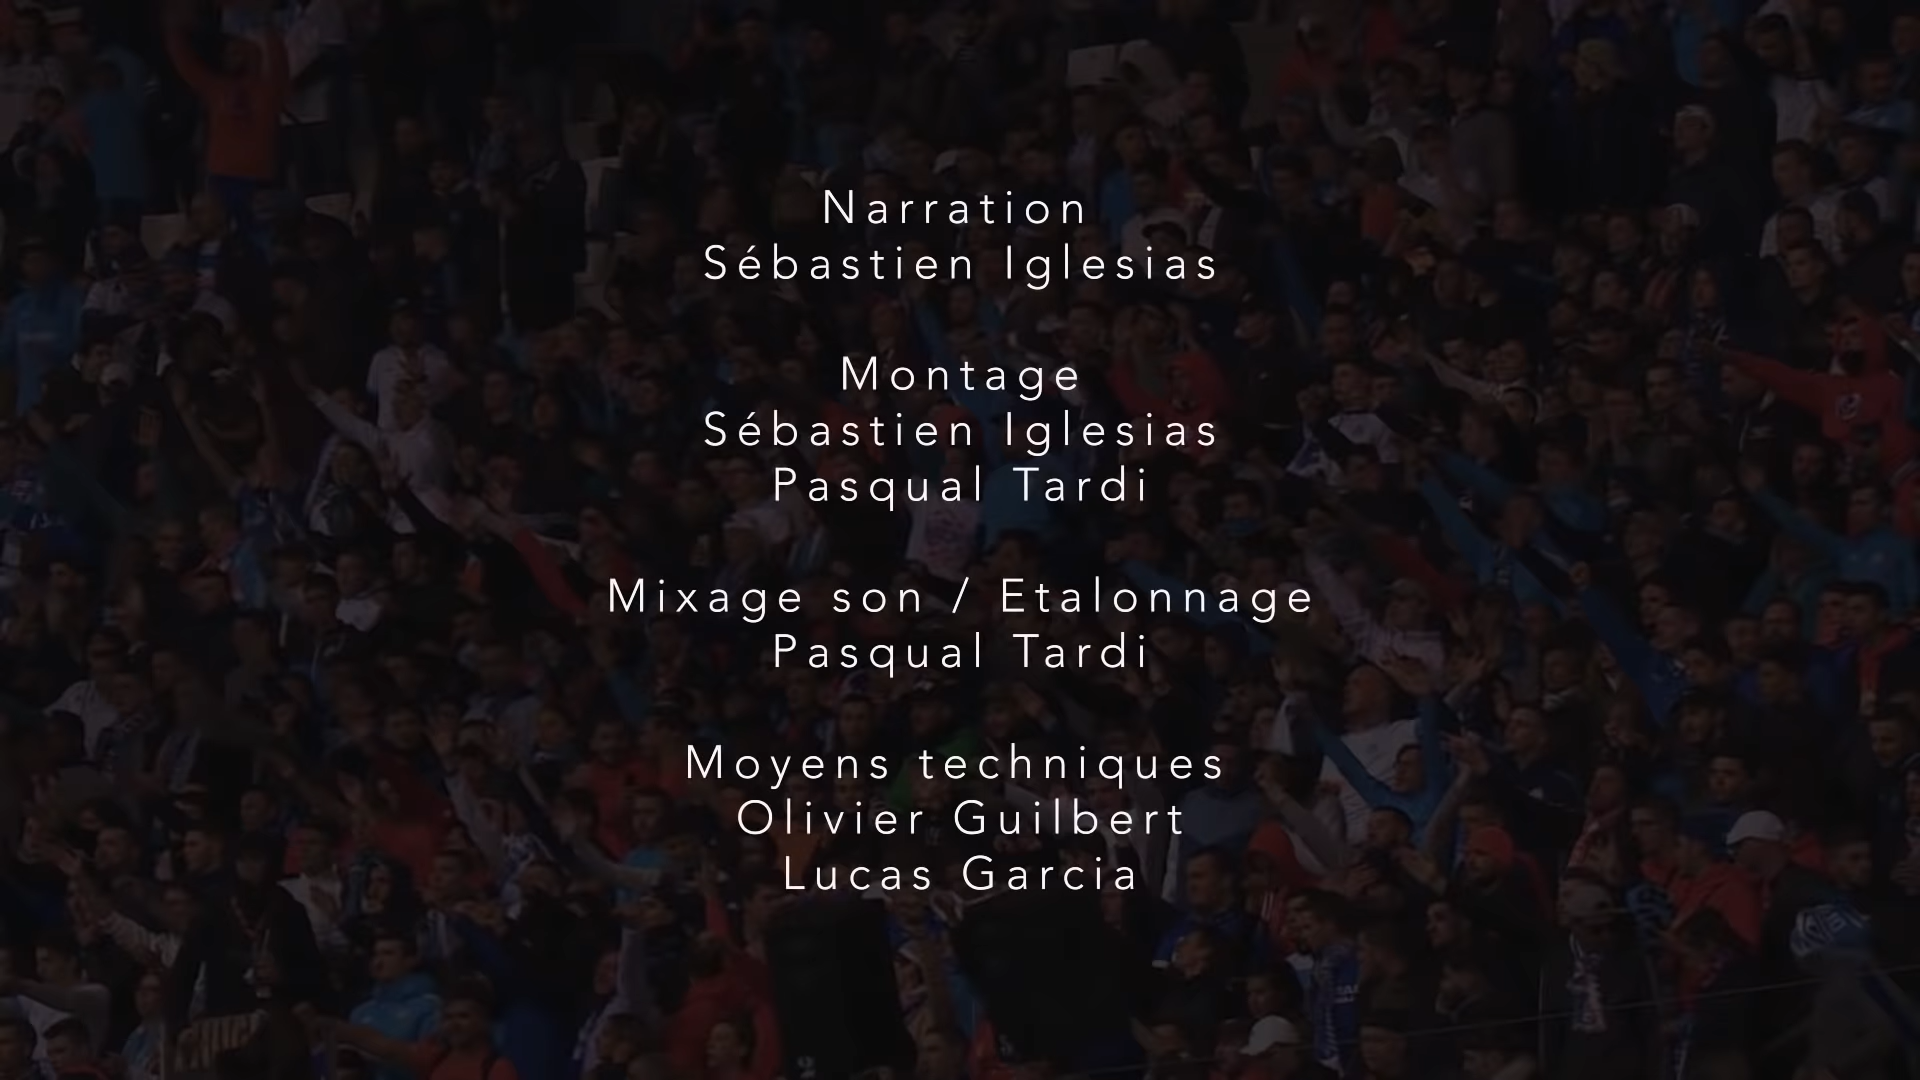 Narration
Sébastien Iglesias
Montage
Sébastien Iglesias
Pasqual Tardi
Mixage son / Etalonnage
Pasqual Tardi
Moyens techniques
Olivier Guilbert
Lucas Garcia